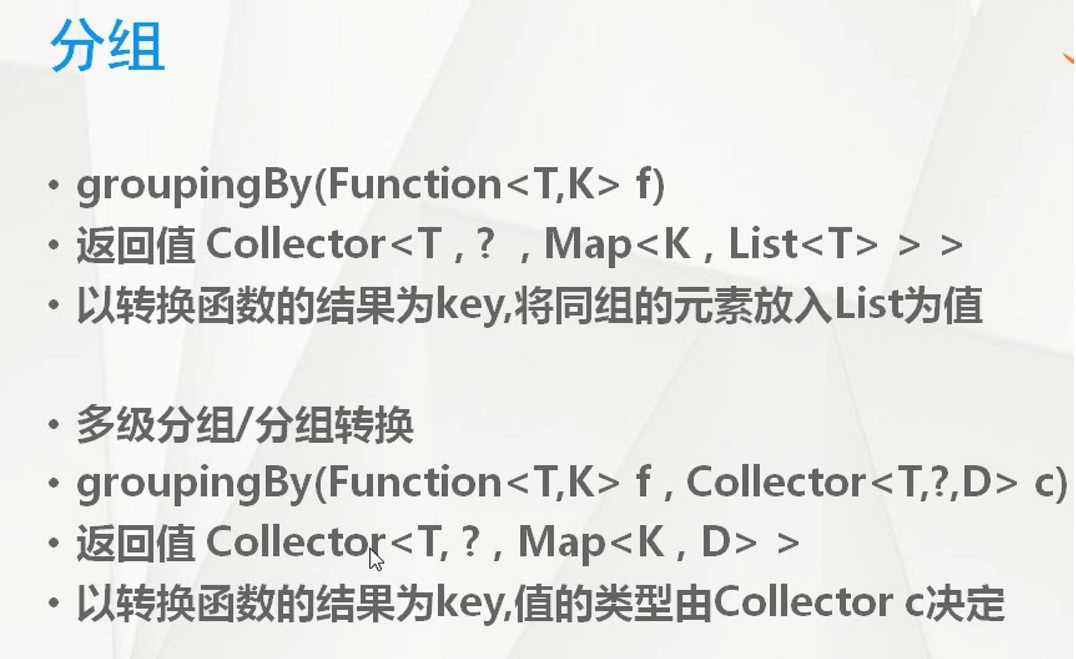 分组
• groupingBy(Function<T,K> f)
• 返回值 Collector<T , ? , Map<K , List<T> > >
• 以转换函数的结果为key,将同组的元素放入List为值
• 多级分组/分组转换
• groupingBy(Function<T,K> f , Collector<T,?,D> c)
• 返回值 Collector<T, ? , Map<K , D> >
• 以转换函数的结果为key,值的类型由Collector c决定